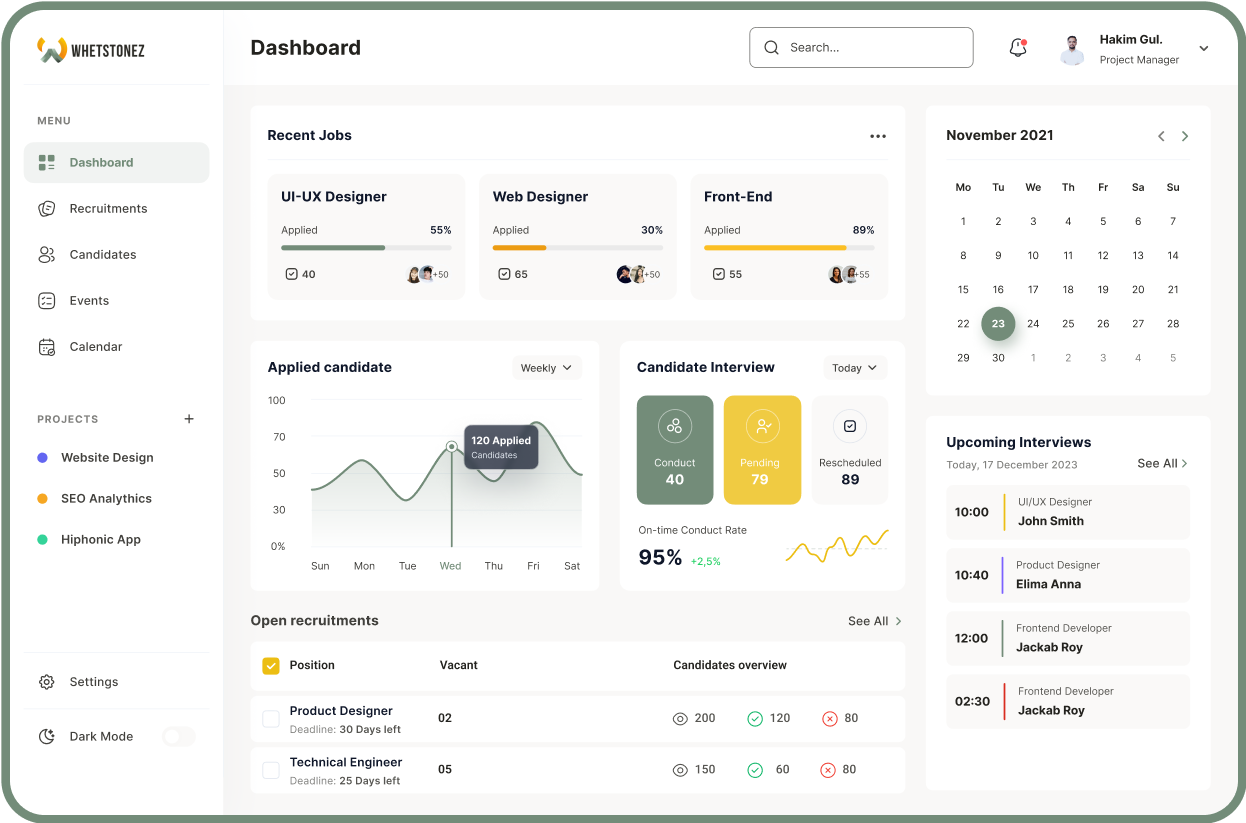 WHETSTONEZ
MENU
Dashboard
Recruitments
Candidates
Events
Calendar
PROJECTS +
Website Design
SEO Analythics
Hiphonic App
Settings
Dark Mode
Dashboard
Search...
Hakim Gul.
Project Manager
Recent Jobs
UI-UX Designer
Applied 55%
40 +50
Web Designer
Applied 30%
65 +50
Front-End
Applied 89%
55 +55
Applied candidate
Weekly
100
70
50
30
0%
120 Applied
Candidates
Sun Mon Tue Wed Thu Fri Sat
Candidate Interview
Today
Conduct
40
Pending
79
Rescheduled
89
On-time Conduct Rate
95% +2,5%
Open recruitments
See All
Position Vacant Candidates overview
Product Designer
Deadline: 30 Days left
02 200 120 80
Technical Engineer
Deadline: 25 Days left
05 150 60 80
November 2021
Mo Tu We Th Fr Sa Su
1 2 3 4 5 6 7
8 9 10 11 12 13 14
15 16 17 18 19 20 21
22 23 24 25 26 27 28
29 30 1 2 3 4 5
Upcoming Interviews
Today, 17 December 2023
See All
10:00
UI/UX Designer
John Smith
10:40
Product Designer
Elima Anna
12:00
Frontend Developer
Jackab Roy
02:30
Frontend Developer
Jackab Roy